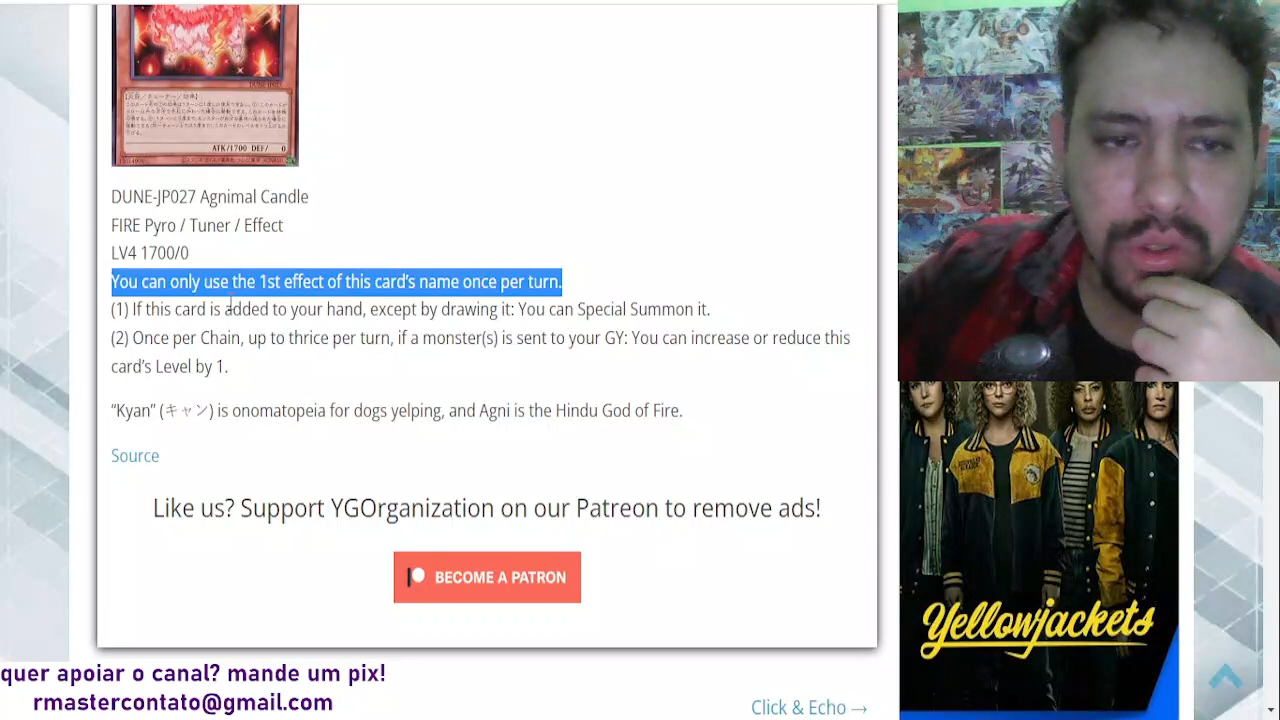 DUNE-JP027
ATK/1700 DEF/ 0
DUNE-JP027 Agnimal Candle
FIRE Pyro / Tuner / Effect
LV4 1700/0
You can only use the 1st effect of this card's name once per turn.
(1) If this card is added to your hand, except by drawing it: You can Special Summon it.
(2) Once per Chain, up to thrice per turn, if a monster(s) is sent to your GY: You can increase or reduce this
card's Level by 1.
“Kyan” (キャン) is onomatopeia for dogs yelping, and Agni is the Hindu God of Fire.
Source
Like us? Support YGOrganization on our Patreon to remove ads!
BECOME A PATRON
Yellowjackets
quer apoiar o canal? mande um pix!
rmastercontato@gmail.com
Click & Echo →